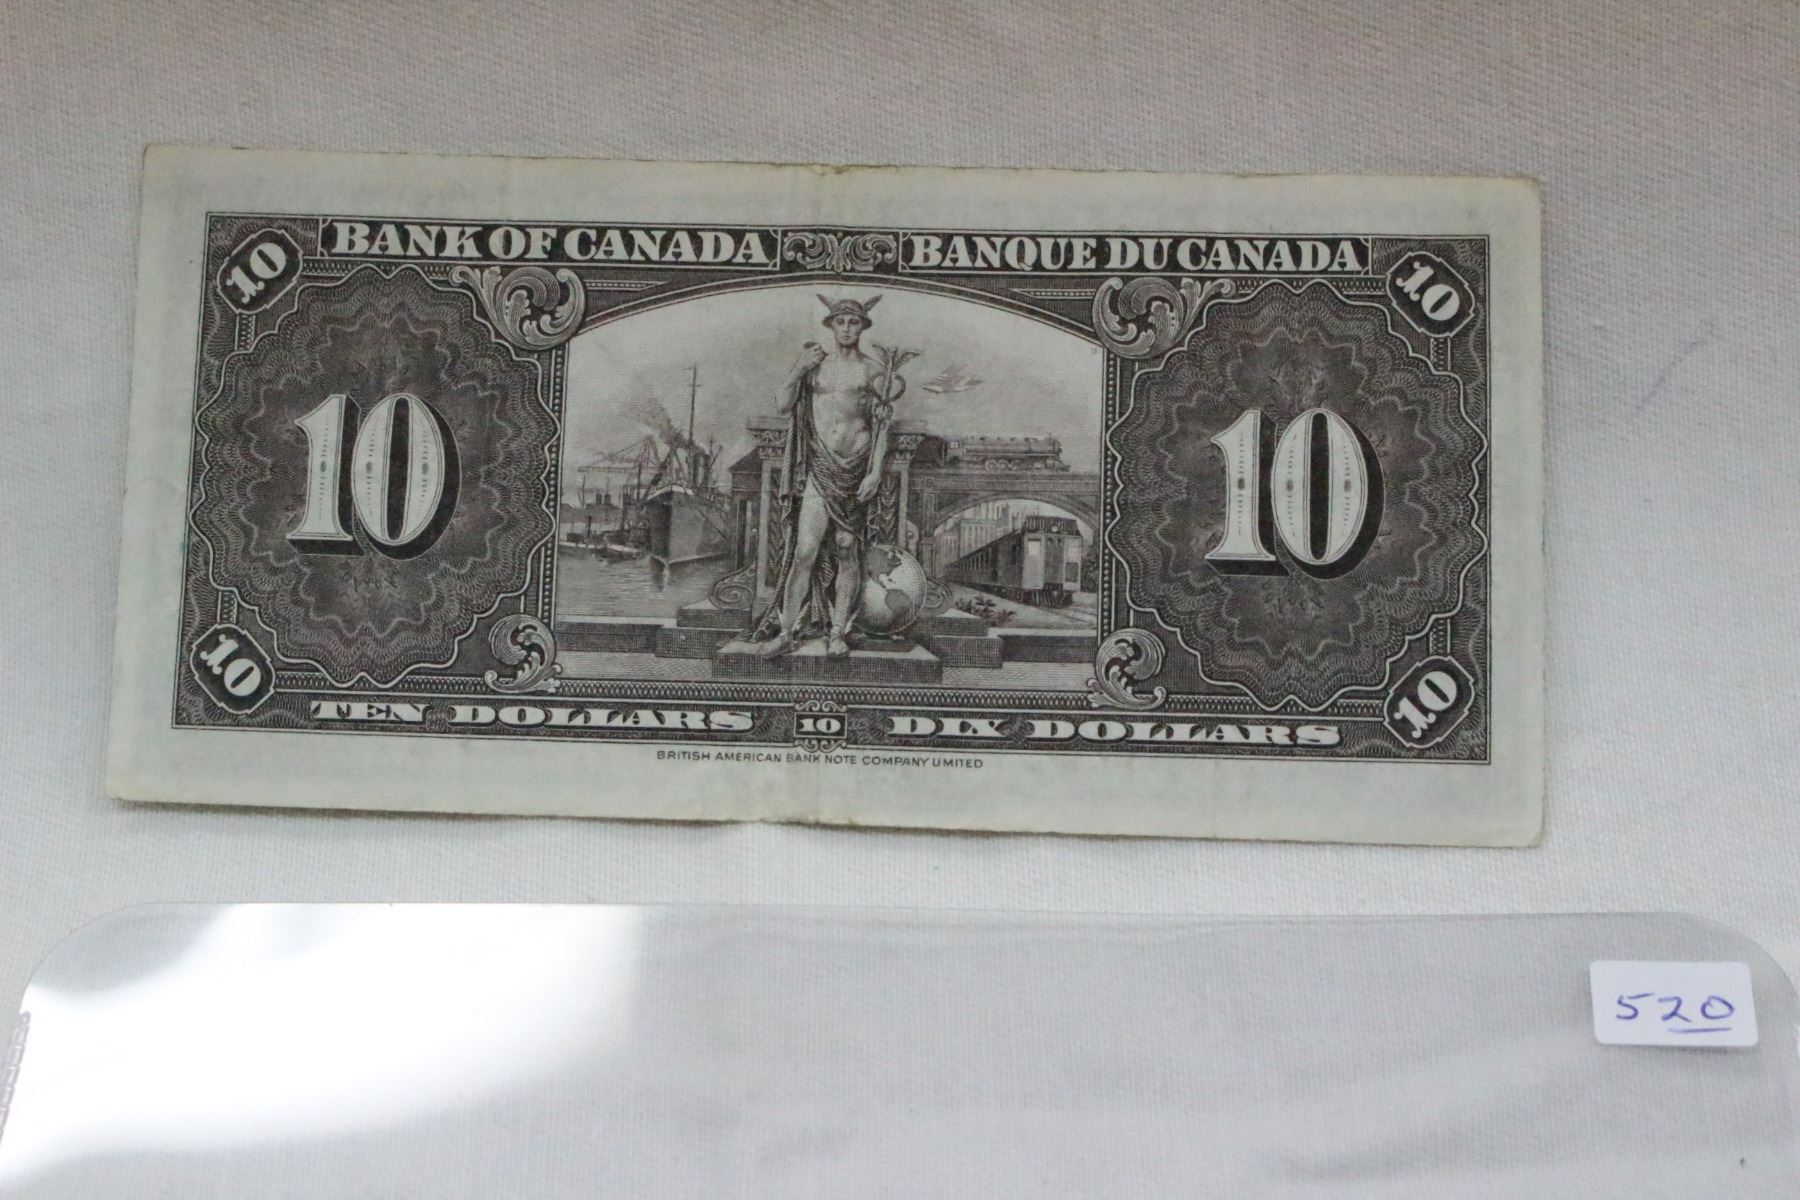 BANK OF CANADA BANQUE DU CANADA
10 10
10 10
10 10
TEN DOLLARS 10 DIX DOLLARS
BRITISH AMERICAN BANK NOTE COMPANY LIMITED
520